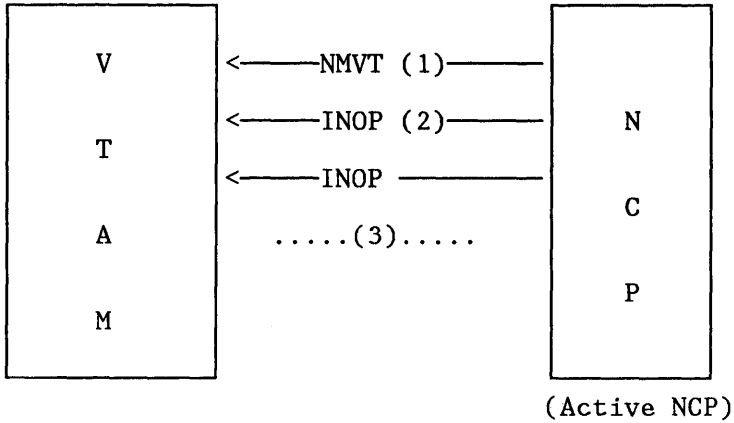 V
T
A
M
<———NMVT (1)———
<———INOP (2)———
<———INOP ———
.....(3).....
N
C
P
(Active NCP)